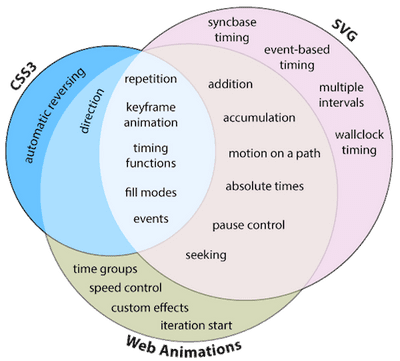 CSS3
SVG
Web Animations
automatic reversing
direction
repetition
keyframe
animation
timing
functions
fill modes
events
syncbase
timing
event-based
timing
multiple
intervals
wallclock
timing
addition
accumulation
motion on a path
absolute times
pause control
seeking
time groups
speed control
custom effects
iteration start